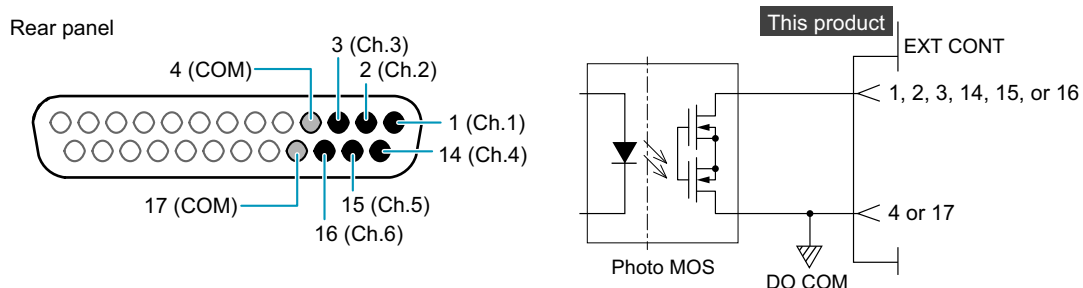 Rear panel
3 (Ch.3)
4 (COM)
2 (Ch.2)
1 (Ch.1)
14 (Ch.4)
17 (COM)
15 (Ch.5)
16 (Ch.6)
This product
EXT CONT
1, 2, 3, 14, 15, or 16
4 or 17
Photo MOS
DO COM